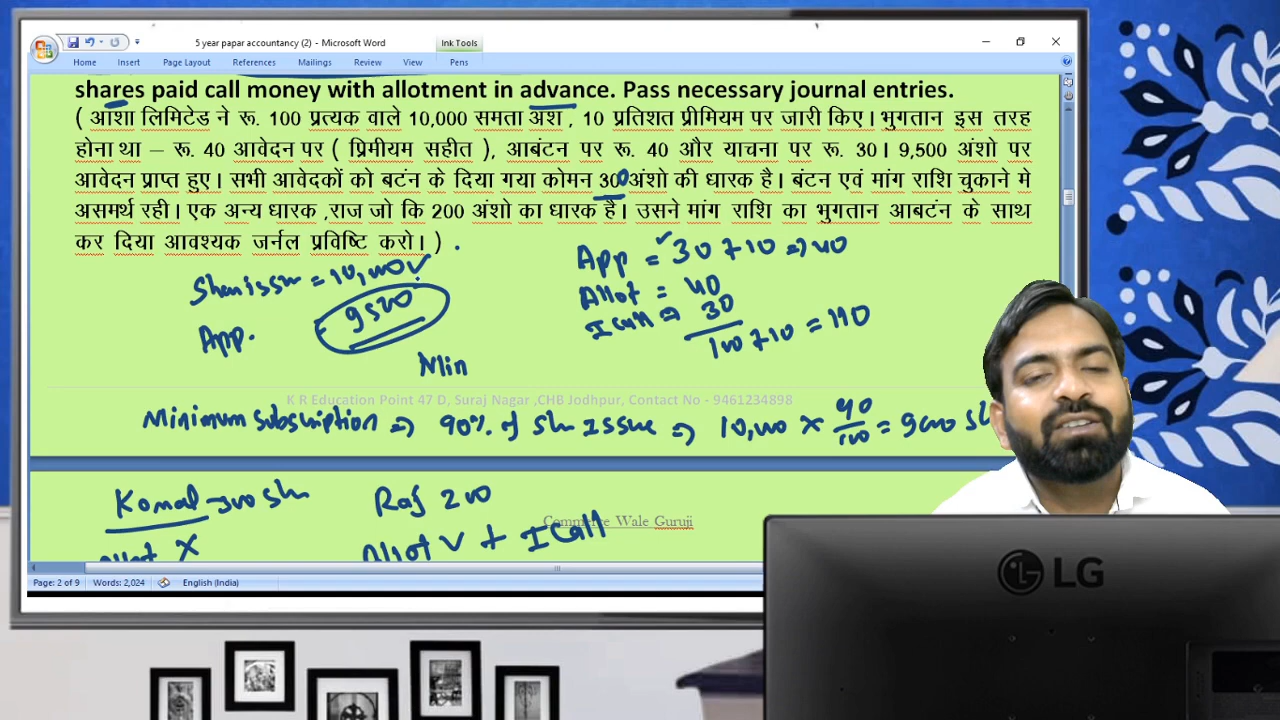 5 year papar accountancy (2) - Microsoft Word
Ink Tools
Home Insert Page Layout References Mailings Review View Pens
shares paid call money with allotment in advance. Pass necessary journal entries.
( आशा लिमिटेड ने रू. 100 प्रत्यक वाले 10,000 समता अंश , 10 प्रतिशत प्रीमियम पर जारी किए। भुगतान इस तरह
होना था – रू. 40 आवेदन पर ( प्रिमीयम सहीत ), आबंटन पर रू. 40 और याचना पर रू. 30। 9,500 अंशो पर
आवेदन प्राप्त हुए। सभी आवेदकों को बटंन के दिया गया कोमन 300 अंशो की धारक है। बंटन एवं मांग राशि चुकाने मे
असमर्थ रही। एक अन्य धारक ,राज जो कि 200 अंशो का धारक है। उसने मांग राशि का भुगतान आबटंन के साथ
कर दिया आवश्यक जर्नल प्रविष्टि करो। ) .
App = 30+10 ⇒ 40
Share issue = 10,000 ✓
Allot = 40
App. - 9500
I Call ⇒ 30
100+10 = 110
Min
K R Education Point 47 D, Suraj Nagar ,CHB Jodhpur, Contact No - 9461234898
Minimum Subscription ⇒ 90% of Sh Issue ⇒ 10,000 × 90/100 = 9000 Sh
Komal → 300 Sh
Raj 200
Commerce Wale Guruji
Allot X
Allot ✓ + I Call
Page: 2 of 9 Words: 2,024 English (India)
LG